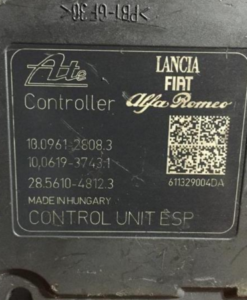 >PBT-GF30<
Ate
LANCIA
FIAT
Alfa Romeo
Controller
10.0961-2808.3
10.0619-3743.1
28.5610-4812.3
611329004DA
MADE IN HUNGARY
CONTROL UNIT ESP